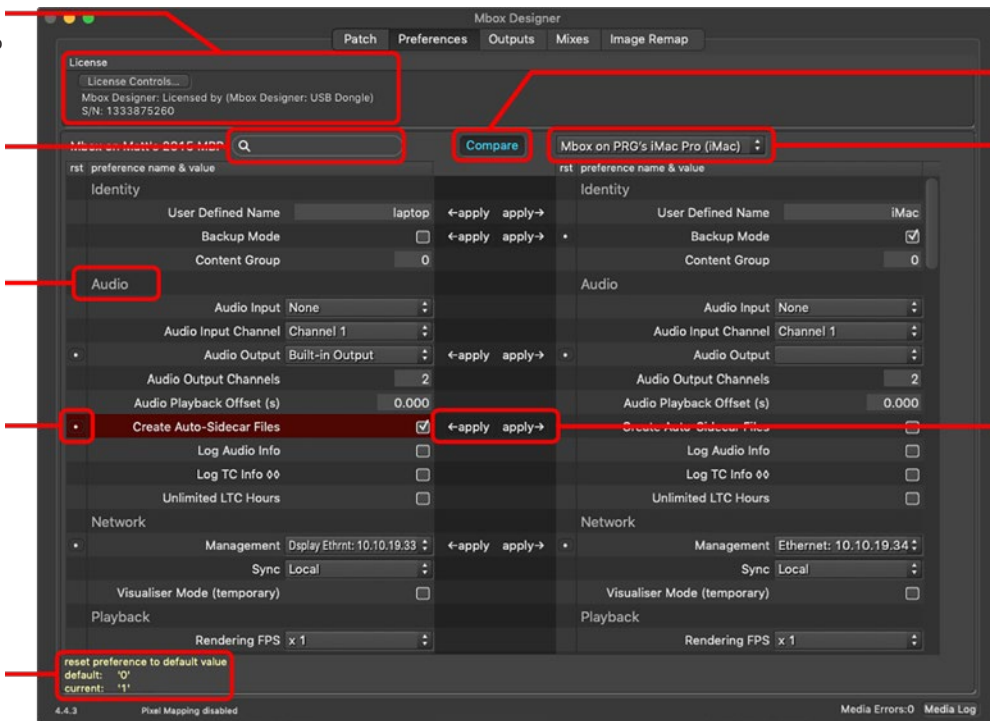 Mbox Designer
Patch Preferences Outputs Mixes Image Remap
License
License Controls...
Mbox Designer: Licensed by (Mbox Designer: USB Dongle)
S/N: 1333875260
Mbox on Matt's 2015 MBP Compare Mbox on PRG's iMac Pro (iMac)
rst preference name & value rst preference name & value
Identity Identity
User Defined Name laptop ←apply apply→ User Defined Name iMac
Backup Mode ←apply apply→ • Backup Mode
Content Group 0 Content Group 0
Audio Audio
Audio Input None Audio Input None
Audio Input Channel Channel 1 Audio Input Channel Channel 1
• Audio Output Built-in Output ←apply apply→ • Audio Output
Audio Output Channels 2 Audio Output Channels 2
Audio Playback Offset (s) 0.000 Audio Playback Offset (s) 0.000
• Create Auto-Sidecar Files ←apply apply→ Create Auto-Sidecar Files
Log Audio Info Log Audio Info
Log TC Info ◊◊ Log TC Info ◊◊
Unlimited LTC Hours Unlimited LTC Hours
Network Network
• Management Dsplay Ethrnt: 10.10.19.33 ←apply apply→ • Management Ethernet: 10.10.19.34
Sync Local Sync Local
Visualiser Mode (temporary) Visualiser Mode (temporary)
Playback Playback
Rendering FPS x 1 Rendering FPS x 1
reset preference to default value
default: '0'
current: '1'
4.4.3 Pixel Mapping disabled Media Errors:0 Media Log